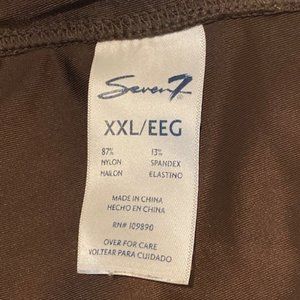 Seven7
XXL/EEG
87% 13%
NYLON SPANDEX
NAILON ELASTINO
MADE IN CHINA
HECHO EN CHINA
RN# 109890
OVER FOR CARE
VOLTEAR PARA CUIDADO